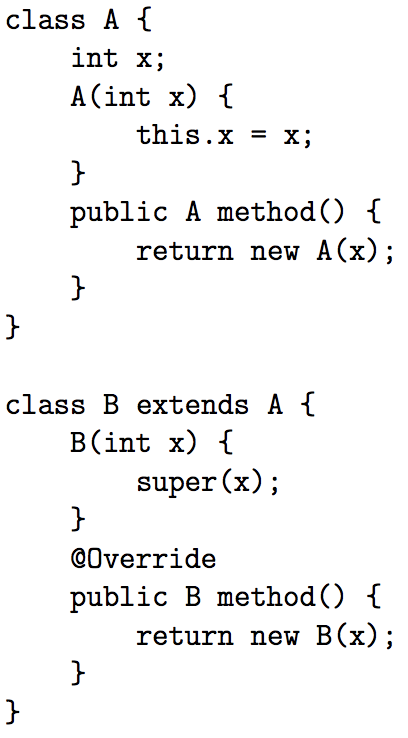 class A {
    int x;
    A(int x) {
        this.x = x;
    }
    public A method() {
        return new A(x);
    }
}

class B extends A {
    B(int x) {
        super(x);
    }
    @Override
    public B method() {
        return new B(x);
    }
}